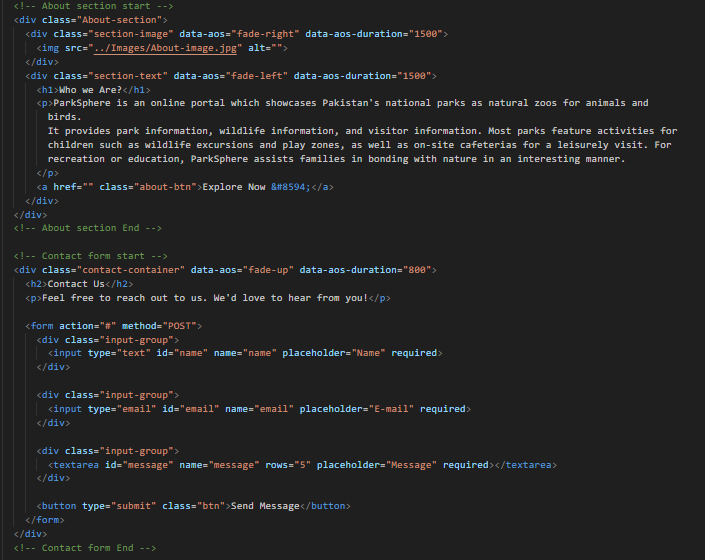 <!-- About section start -->
<div class="About-section">
<div class="section-image" data-aos="fade-right" data-aos-duration="1500">
<img src="../Images/About-image.jpg" alt="">
</div>
<div class="section-text" data-aos="fade-left" data-aos-duration="1500">
<h1>Who we Are?</h1>
<p>ParkSphere is an online portal which showcases Pakistan's national parks as natural zoos for animals and
birds.
It provides park information, wildlife information, and visitor information. Most parks feature activities for
children such as wildlife excursions and play zones, as well as on-site cafeterias for a leisurely visit. For
recreation or education, ParkSphere assists families in bonding with nature in an interesting manner.
</p>
<a href="" class="about-btn">Explore Now &#8594;</a>
</div>
</div>
<!-- About section End -->

<!-- Contact form start -->
<div class="contact-container" data-aos="fade-up" data-aos-duration="800">
<h2>Contact Us</h2>
<p>Feel free to reach out to us. We'd love to hear from you!</p>

<form action="#" method="POST">
<div class="input-group">
<input type="text" id="name" name="name" placeholder="Name" required>
</div>

<div class="input-group">
<input type="email" id="email" name="email" placeholder="E-mail" required>
</div>

<div class="input-group">
<textarea id="message" name="message" rows="5" placeholder="Message" required></textarea>
</div>

<button type="submit" class="btn">Send Message</button>
</form>
</div>
<!-- Contact form End -->